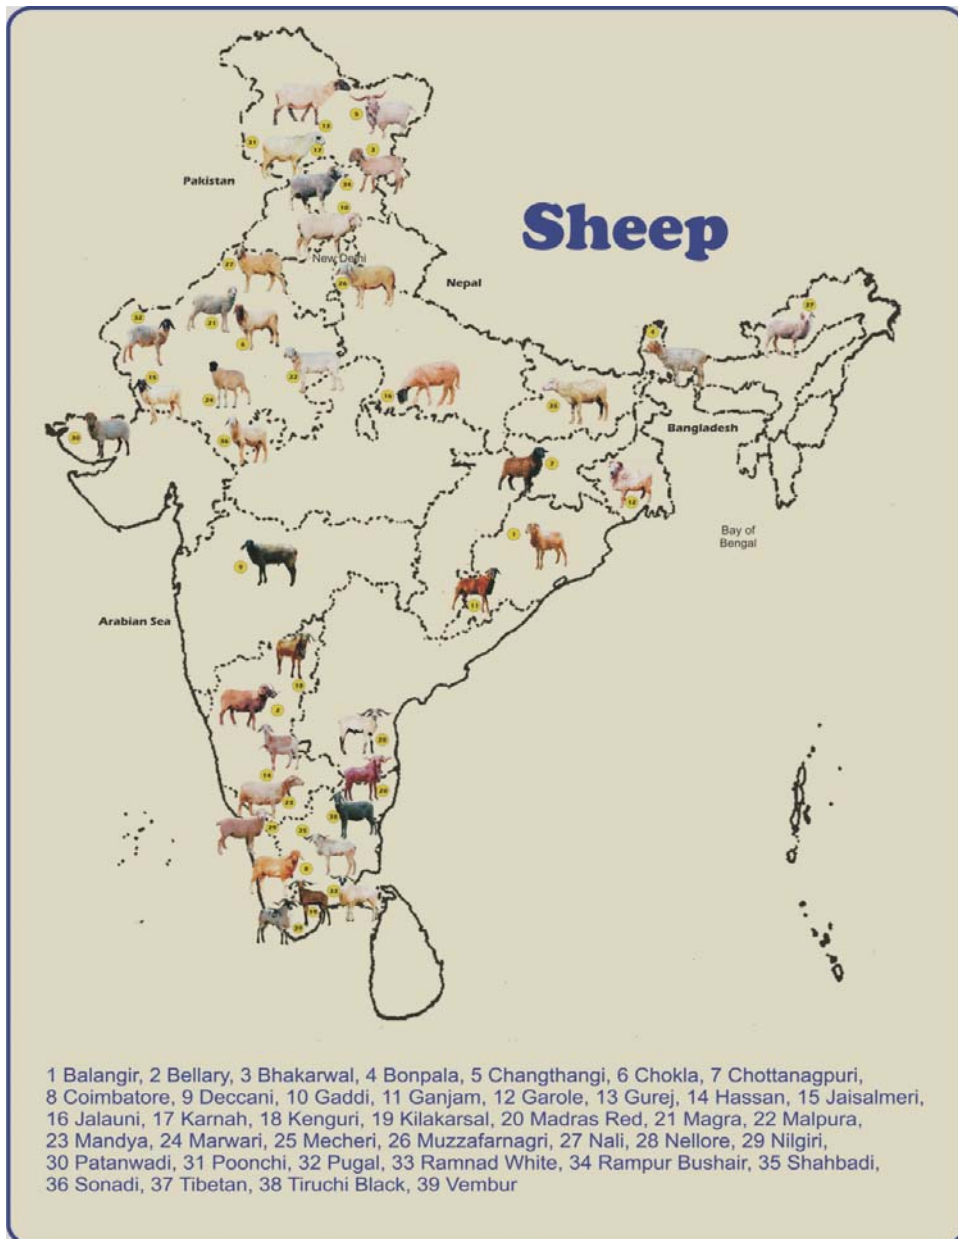 Pakistan
Sheep
New Delhi
Nepal
Bangladesh
Bay of
Bengal
Arabian Sea
1 Balangir, 2 Bellary, 3 Bhakarwal, 4 Bonpala, 5 Changthangi, 6 Chokla, 7 Chottanagpuri,
8 Coimbatore, 9 Deccani, 10 Gaddi, 11 Ganjam, 12 Garole, 13 Gurej, 14 Hassan, 15 Jaisalmeri,
16 Jalauni, 17 Karnah, 18 Kenguri, 19 Kilakarsal, 20 Madras Red, 21 Magra, 22 Malpura,
23 Mandya, 24 Marwari, 25 Mecheri, 26 Muzzafarnagri, 27 Nali, 28 Nellore, 29 Nilgiri,
30 Patanwadi, 31 Poonchi, 32 Pugal, 33 Ramnad White, 34 Rampur Bushair, 35 Shahbadi,
36 Sonadi, 37 Tibetan, 38 Tiruchi Black, 39 Vembur